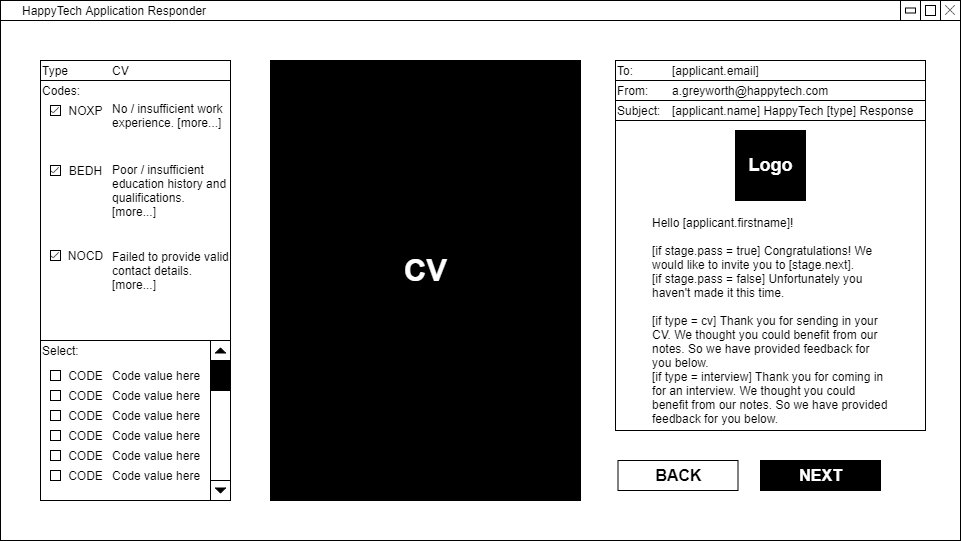 HappyTech Application Responder
Type CV
Codes:
NOXP No / insufficient work
experience. [more...]
BEDH Poor / insufficient
education history and
qualifications.
[more...]
NOCD Failed to provide valid
contact details.
[more...]
Select:
CODE Code value here
CODE Code value here
CODE Code value here
CODE Code value here
CODE Code value here
CODE Code value here
CV
To: [applicant.email]
From: a.greyworth@happytech.com
Subject: [applicant.name] HappyTech [type] Response
Logo
Hello [applicant.firstname]!
[if stage.pass = true] Congratulations! We
would like to invite you to [stage.next].
[if stage.pass = false] Unfortunately you
haven't made it this time.
[if type = cv] Thank you for sending in your
CV. We thought you could benefit from our
notes. So we have provided feedback for
you below.
[if type = interview] Thank you for coming in
for an interview. We thought you could
benefit from our notes. So we have provided
feedback for you below.
BACK
NEXT